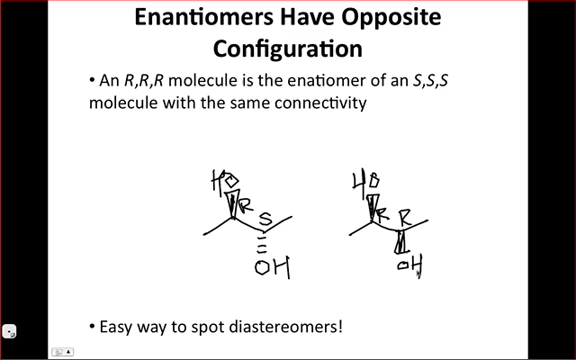 Enantiomers Have Opposite
Configuration
• An R,R,R molecule is the enatiomer of an S,S,S
molecule with the same connectivity
HO HO
R S R R
OH OH
• Easy way to spot diastereomers!